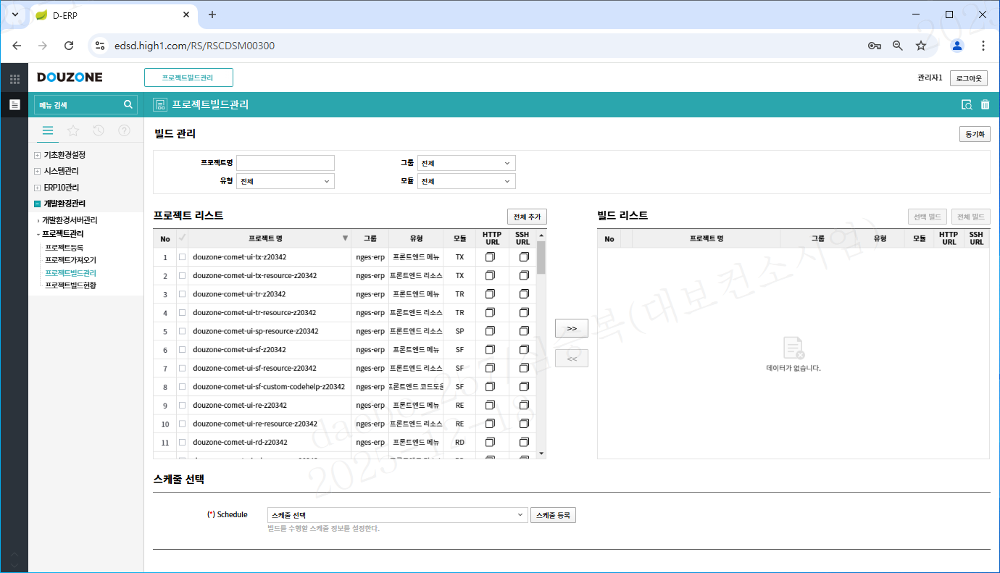 D-ERP
edsd.high1.com/RS/RSCDSM00300
DOUZONE
프로젝트빌드관리
관리자1
로그아웃
메뉴 검색
프로젝트빌드관리
기초환경설정
시스템관리
ERP10관리
개발환경관리
개발환경서버관리
프로젝트관리
프로젝트등록
프로젝트가져오기
프로젝트빌드관리
프로젝트빌드현황
빌드 관리
동기화
프로젝트명
그룹 전체
유형 전체
모듈 전체
프로젝트 리스트
전체 추가
No 프로젝트 명 그룹 유형 모듈 HTTP URL SSH URL
1 douzone-comet-ui-tx-z20342 nges-erp 프론트엔드 메뉴 TX
2 douzone-comet-ui-tx-resource-z20342 nges-erp 프론트엔드 리소스 TX
3 douzone-comet-ui-tr-z20342 nges-erp 프론트엔드 메뉴 TR
4 douzone-comet-ui-tr-resource-z20342 nges-erp 프론트엔드 리소스 TR
5 douzone-comet-ui-sp-resource-z20342 nges-erp 프론트엔드 리소스 SP
6 douzone-comet-ui-sf-z20342 nges-erp 프론트엔드 메뉴 SF
7 douzone-comet-ui-sf-resource-z20342 nges-erp 프론트엔드 리소스 SF
8 douzone-comet-ui-sf-custom-codehelp-z20342 nges-erp 프론트엔드 코드도움 SF
9 douzone-comet-ui-re-z20342 nges-erp 프론트엔드 메뉴 RE
10 douzone-comet-ui-re-resource-z20342 nges-erp 프론트엔드 리소스 RE
11 douzone-comet-ui-rd-z20342 nges-erp 프론트엔드 메뉴 RD
>>
<<
빌드 리스트
선택 빌드
전체 빌드
No 프로젝트 명 그룹 유형 모듈 HTTP URL SSH URL
데이터가 없습니다.
스케줄 선택
(*) Schedule
스케줄 선택
스케줄 등록
빌드를 수행할 스케줄 정보를 설정한다.